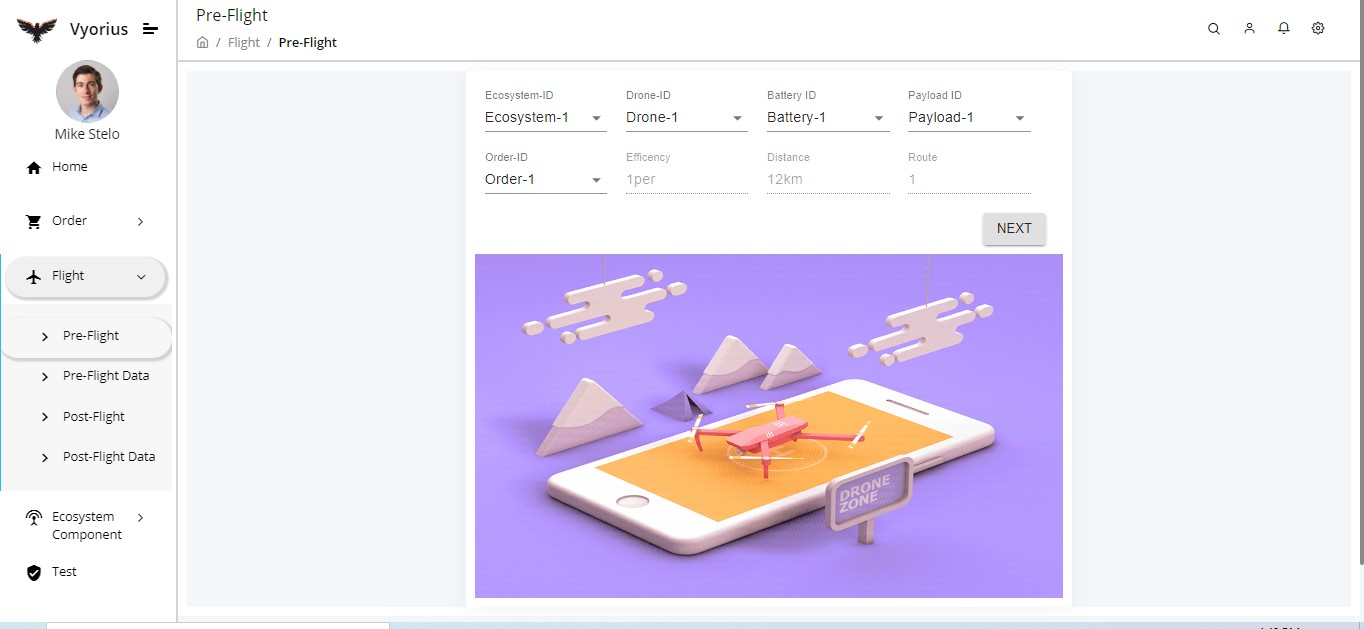 Vyorius
Mike Stelo
Home
Order
Flight
Pre-Flight
Pre-Flight Data
Post-Flight
Post-Flight Data
Ecosystem
Component
Test
Pre-Flight
/ Flight / Pre-Flight
Ecosystem-ID Drone-ID Battery ID Payload ID
Ecosystem-1 Drone-1 Battery-1 Payload-1
Order-ID Efficency Distance Route
Order-1 1per 12km 1
NEXT
DRONE
ZONE